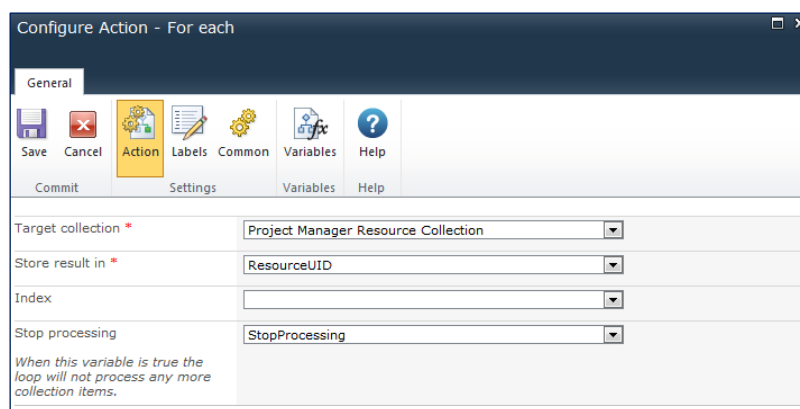 Configure Action - For each
General
Save Cancel Action Labels Common Variables Help
Commit Settings Variables Help
Target collection *
Project Manager Resource Collection
Store result in *
ResourceUID
Index
Stop processing
StopProcessing
When this variable is true the
loop will not process any more
collection items.